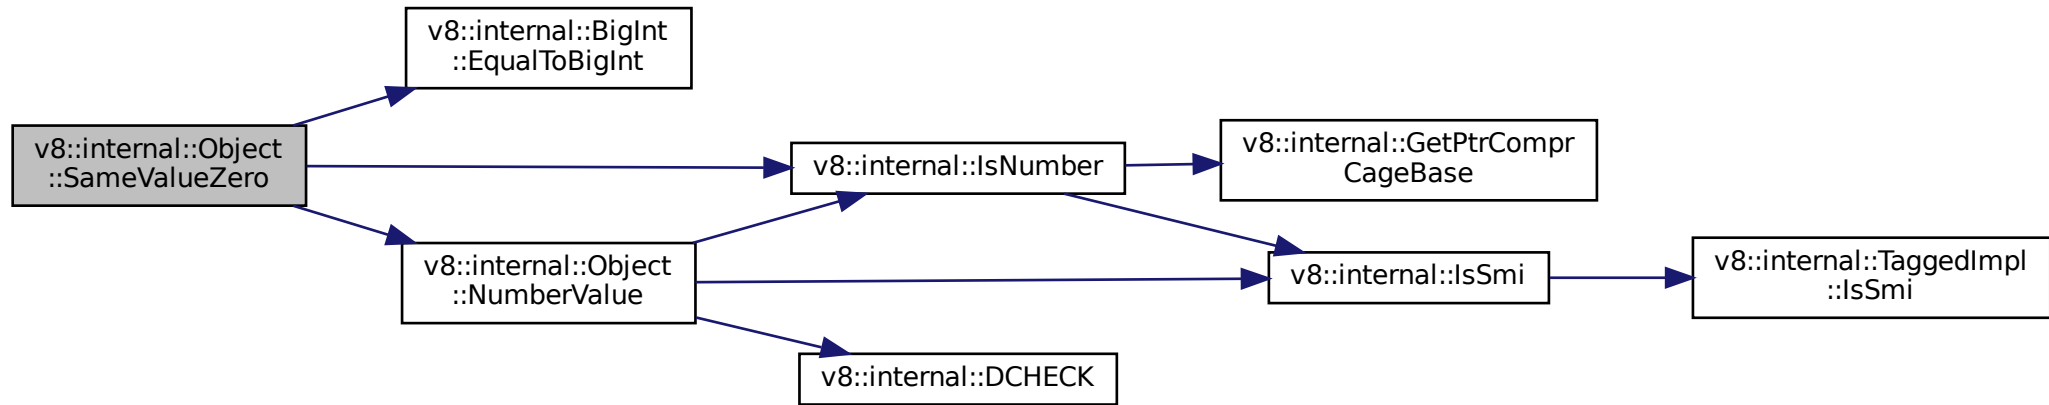 v8::internal::BigInt
::EqualToBigInt
v8::internal::Object
::SameValueZero
v8::internal::IsNumber
v8::internal::GetPtrCompr
CageBase
v8::internal::Object
::NumberValue
v8::internal::IsSmi
v8::internal::TaggedImpl
::IsSmi
v8::internal::DCHECK